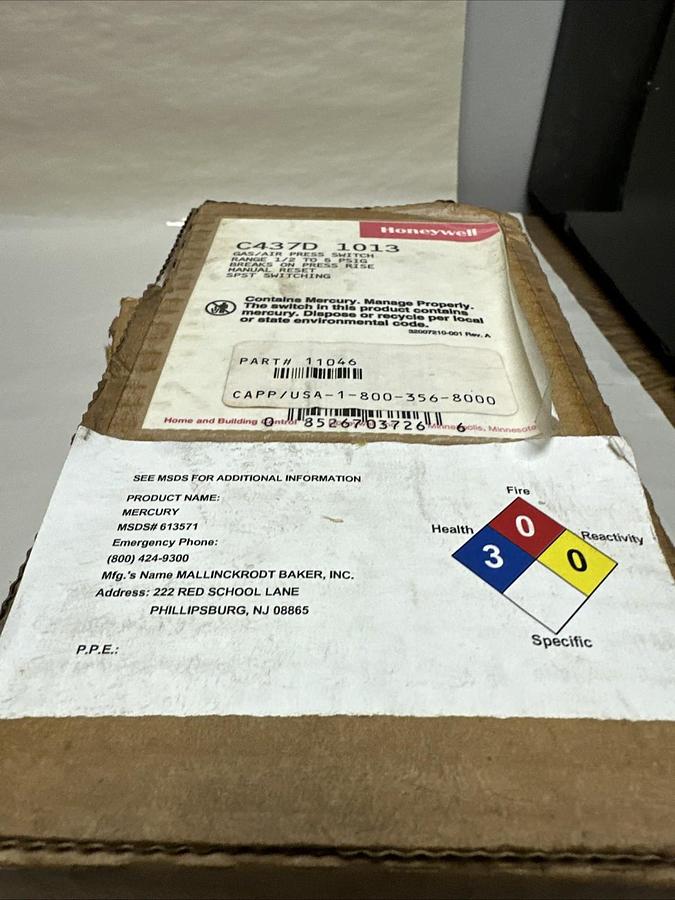 Honeywell
C437D 1013
GAS/AIR PRESS SWITCH
RANGE 1/2 TO 6 PSIG
BREAKS ON PRESS RISE
MANUAL RESET
SPST SWITCHING
Contains Mercury. Manage Properly.
The switch in this product contains
mercury. Dispose or recycle per local
or state environmental code.
32007210-001 Rev. A
PART# 11046
CAPP/USA-1-800-356-8000
Home and Building Control
Minneapolis, Minnesota
0 85267 03726 6
SEE MSDS FOR ADDITIONAL INFORMATION
PRODUCT NAME:
MERCURY
MSDS# 613571
Emergency Phone:
(800) 424-9300
Mfg.'s Name MALLINCKRODT BAKER, INC.
Address: 222 RED SCHOOL LANE
PHILLIPSBURG, NJ 08865
P.P.E.:
Fire
Health
0
Reactivity
3
0
Specific